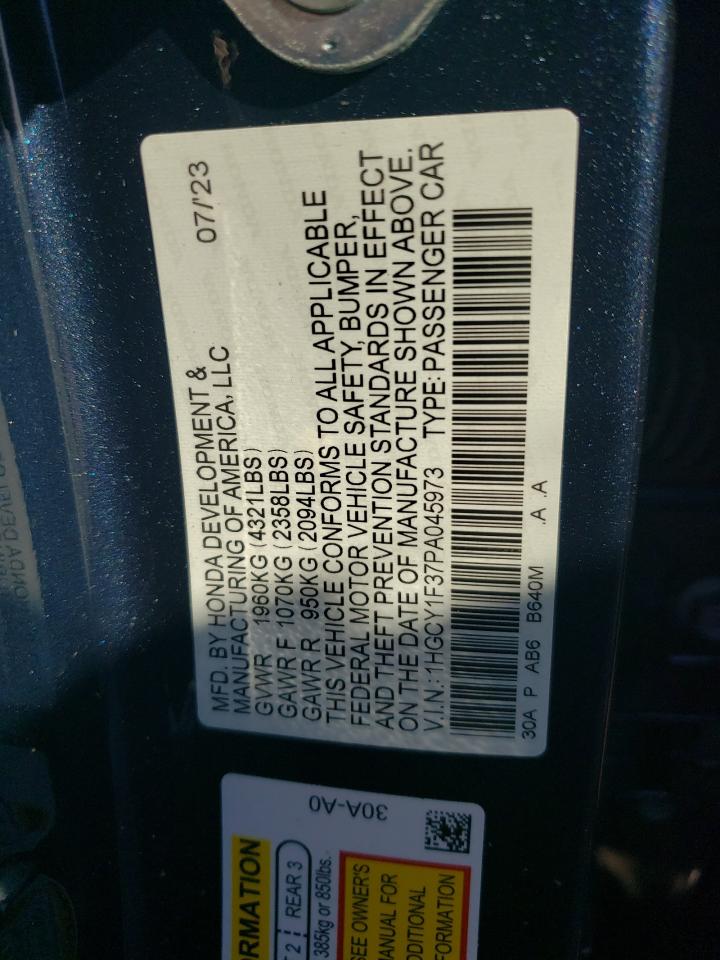 MFD. BY HONDA DEVELOPMENT & 07/'23
MANUFACTURING OF AMERICA, LLC
GVWR 1960KG (4321LBS)
GAWR F 1070KG (2358LBS)
GAWR R 950KG (2094LBS)
THIS VEHICLE CONFORMS TO ALL APPLICABLE
FEDERAL MOTOR VEHICLE SAFETY, BUMPER,
AND THEFT PREVENTION STANDARDS IN EFFECT
ON THE DATE OF MANUFACTURE SHOWN ABOVE.
V.I.N.: 1HGCY1F37PA045973 TYPE: PASSENGER CAR
30A P AB6 B640M .A .A
30A-A0
ORMATION
2 REAR 3
385kg or 850lbs.
SEE OWNER'S
MANUAL FOR
ADDITIONAL
FORMATION